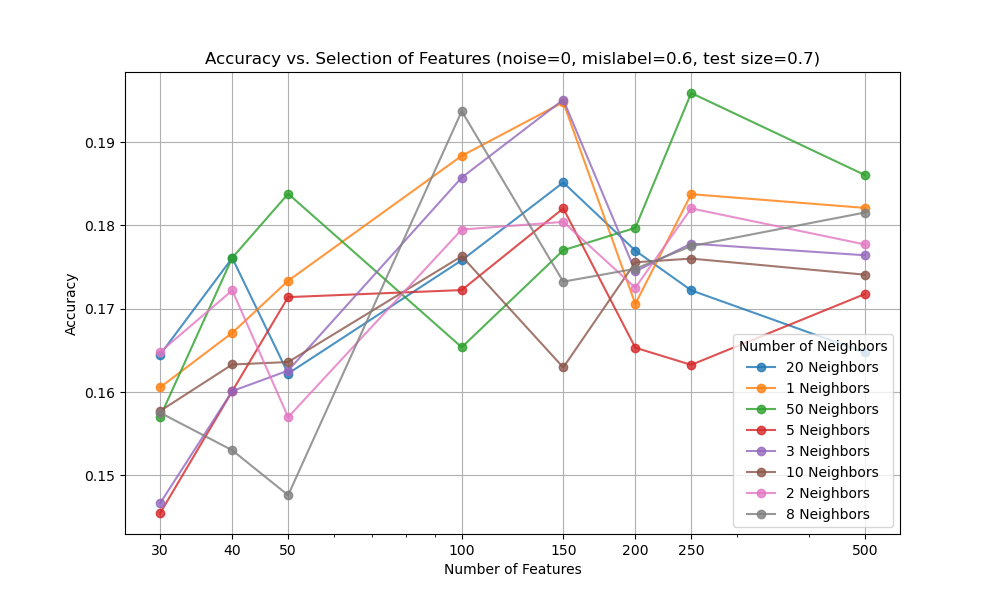 Accuracy vs. Selection of Features (noise=0, mislabel=0.6, test size=0.7)
0.19
0.18
0.17
0.16
0.15
Accuracy
Number of Neighbors
20 Neighbors
1 Neighbors
50 Neighbors
5 Neighbors
3 Neighbors
10 Neighbors
2 Neighbors
8 Neighbors
30 40 50 100 150 200 250 500
Number of Features